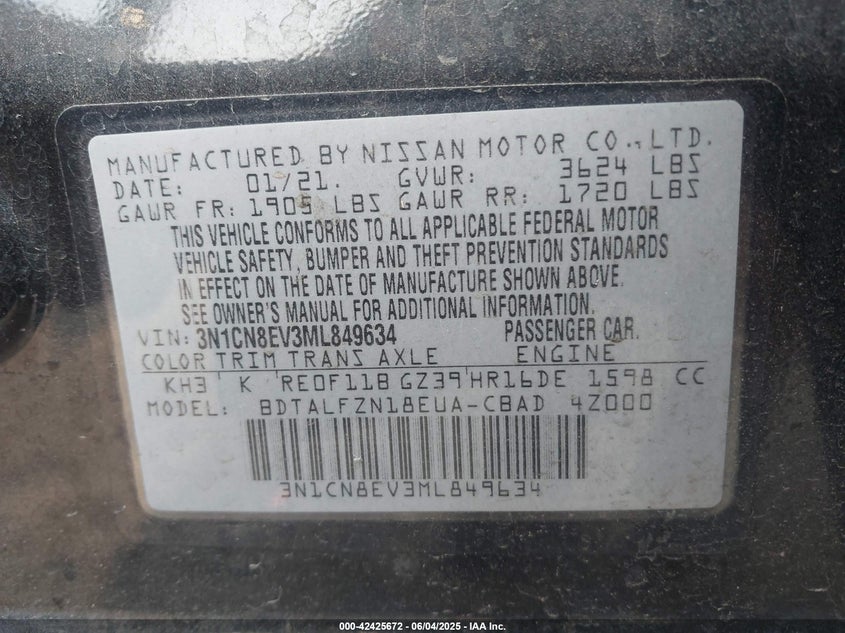 MANUFACTURED BY NISSAN MOTOR CO., LTD.
DATE: 01/21. GVWR: 3624 LBS
GAWR FR: 1905 LBS GAWR RR: 1720 LBS
THIS VEHICLE CONFORMS TO ALL APPLICABLE FEDERAL MOTOR
VEHICLE SAFETY, BUMPER AND THEFT PREVENTION STANDARDS
IN EFFECT ON THE DATE OF MANUFACTURE SHOWN ABOVE.
SEE OWNER'S MANUAL FOR ADDITIONAL INFORMATION.
VIN: 3N1CN8EV3ML849634 PASSENGER CAR.
COLOR TRIM TRANS AXLE ENGINE
KH3 K RE0F11B GZ39 HR16DE 1598 CC
MODEL: BDTALFZN18EUA-CBAD 4Z000
3N1CN8EV3ML849634
000-42425672 - 06/04/2025 - IAA Inc.